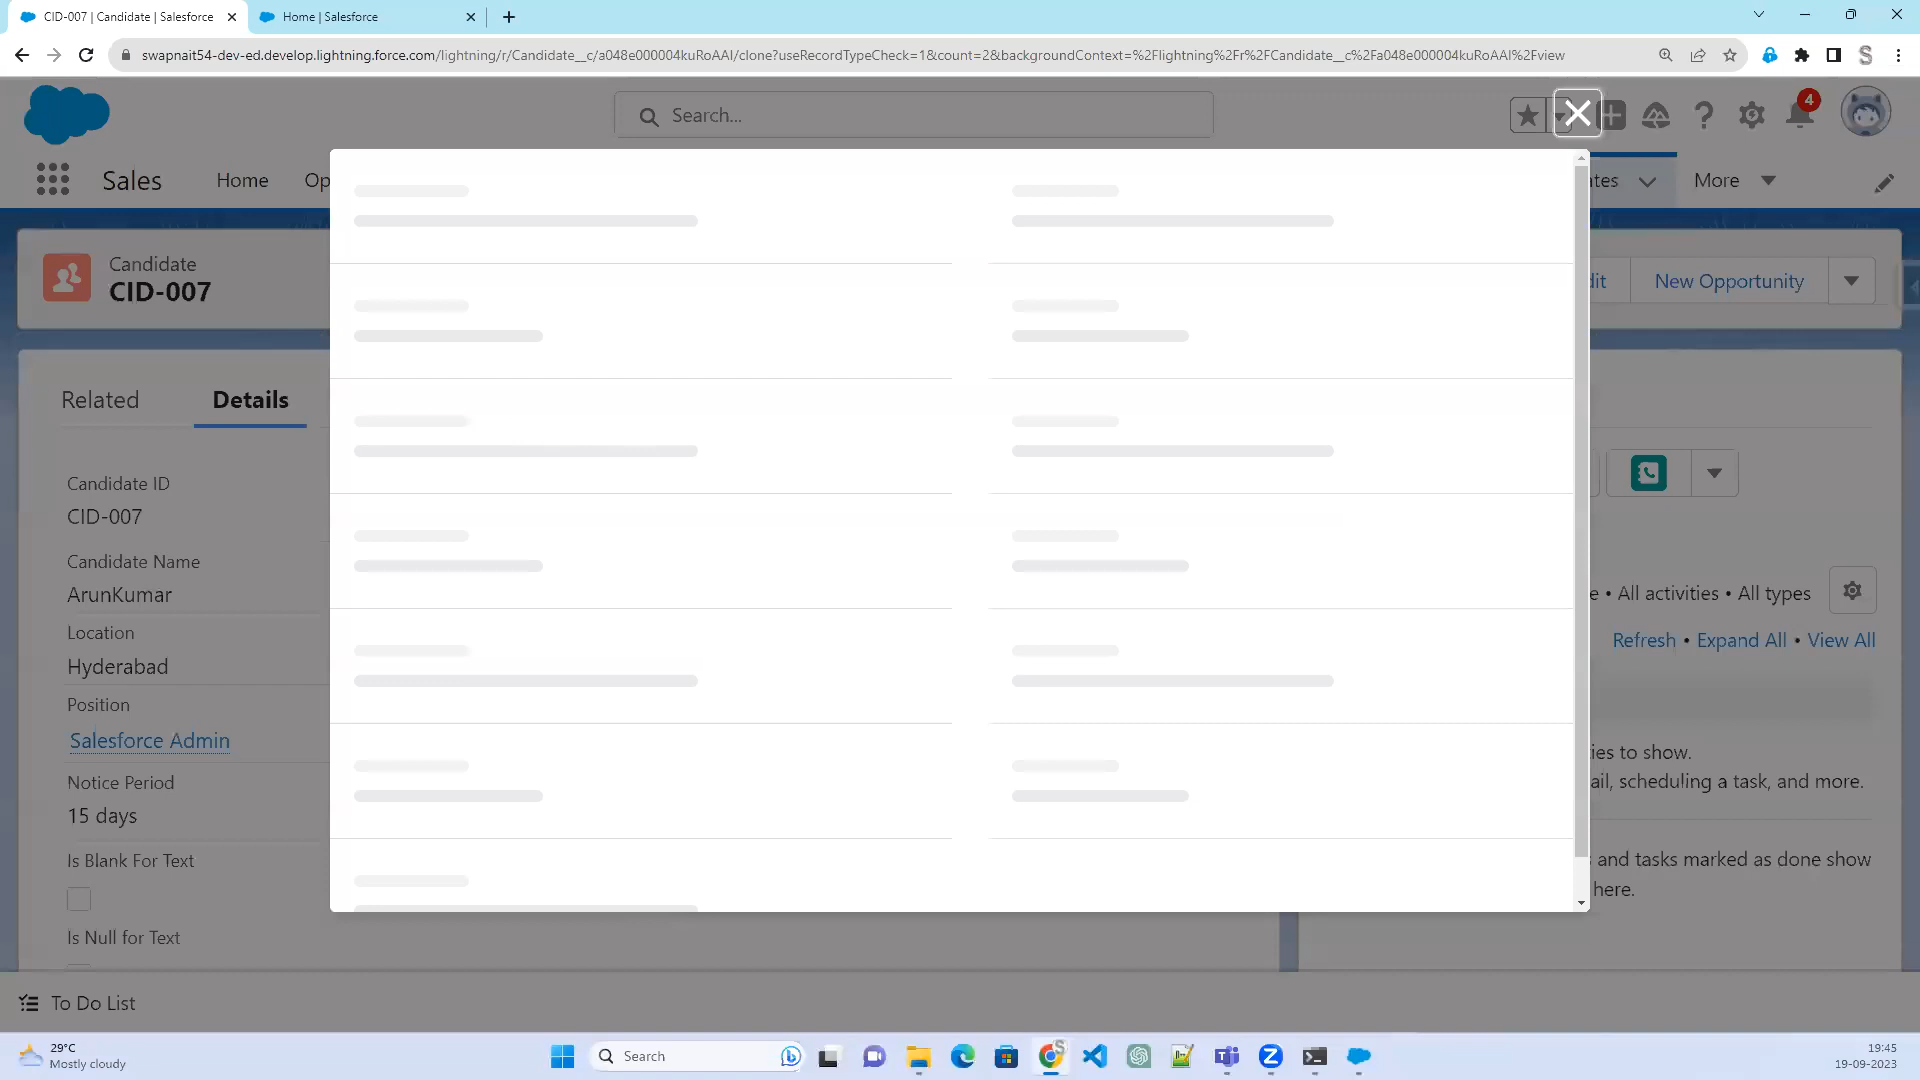 CID-007 | Candidate | Salesforce
Home | Salesforce
swapnait54-dev-ed.develop.lightning.force.com/lightning/r/Candidate__c/a048e000004kuRoAAI/clone?useRecordTypeCheck=1&count=2&backgroundContext=%2Flightning%2Fr%2FCandidate__c%2Fa048e000004kuRoAAI%2Fview
Search...
4
Sales
Home
Op
ates
More
Candidate
CID-007
dit
New Opportunity
Related
Details
Candidate ID
CID-007
Candidate Name
ArunKumar
Location
Hyderabad
Position
Salesforce Admin
Notice Period
15 days
Is Blank For Text
Is Null for Text
e • All activities • All types
Refresh • Expand All • View All
ies to show.
ail, scheduling a task, and more.
and tasks marked as done show
here.
To Do List
29°C
Mostly cloudy
Search
19:45
19-09-2023